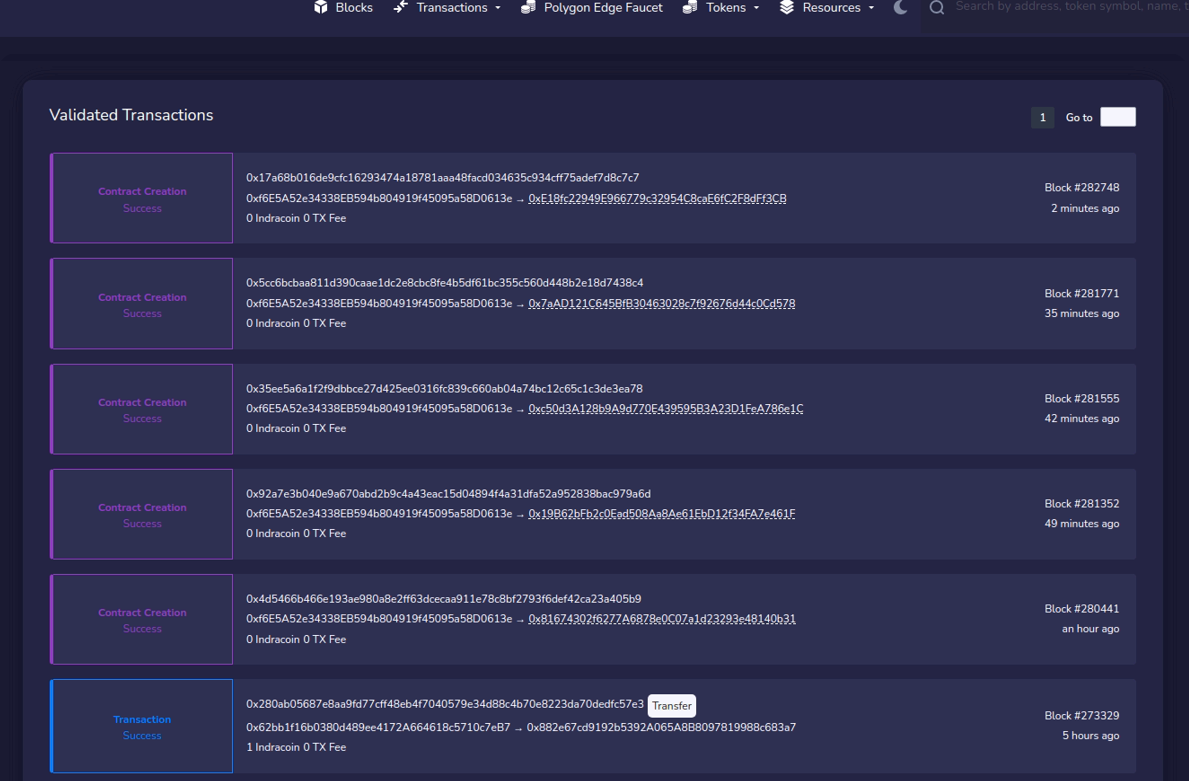 Blocks Transactions Polygon Edge Faucet Tokens Resources Search by address, token symbol, name, t
Validated Transactions
1 Go to
Contract Creation
Success
0x17a68b016de9cfc16293474a18781aaa48facd034635c934cff75adef7d8c7c7
0xf6E5A52e34338EB594b804919f45095a58D0613e → 0xE18fc22949E966779c32954C8caE6fC2F8dFf3CB
0 Indracoin 0 TX Fee
Block #282748
2 minutes ago
Contract Creation
Success
0x5cc6bcbaa811d390caae1dc2e8cbc8fe4b5df61bc355c560d448b2e18d7438c4
0xf6E5A52e34338EB594b804919f45095a58D0613e → 0x7aAD121C645BfB30463028c7f92676d44c0Cd578
0 Indracoin 0 TX Fee
Block #281771
35 minutes ago
Contract Creation
Success
0x35ee5a6a1f2f9dbbce27d425ee0316fc839c660ab04a74bc12c65c1c3de3ea78
0xf6E5A52e34338EB594b804919f45095a58D0613e → 0xc50d3A128b9A9d770E439595B3A23D1FeA786e1C
0 Indracoin 0 TX Fee
Block #281555
42 minutes ago
Contract Creation
Success
0x92a7e3b040e9a670abd2b9c4a43eac15d04894f4a31dfa52a952838bac979a6d
0xf6E5A52e34338EB594b804919f45095a58D0613e → 0x19B62bFb2c0Ead508Aa8Ae61EbD12f34FA7e461F
0 Indracoin 0 TX Fee
Block #281352
49 minutes ago
Contract Creation
Success
0x4d5466b466e193ae980a8e2ff63dcecaa911e78c8bf2793f6def42ca23a405b9
0xf6E5A52e34338EB594b804919f45095a58D0613e → 0x81674302f6277A6878e0C07a1d23293e48140b31
0 Indracoin 0 TX Fee
Block #280441
an hour ago
Transaction
Success
0x280ab05687e8aa9fd77cff48eb4f7040579e34d88c4b70e8223da70dedfc57e3 Transfer
0x62bb1f16b0380d489ee4172A664618c5710c7eB7 → 0x882e67cd9192b5392A065A8B8097819988c683a7
1 Indracoin 0 TX Fee
Block #273329
5 hours ago